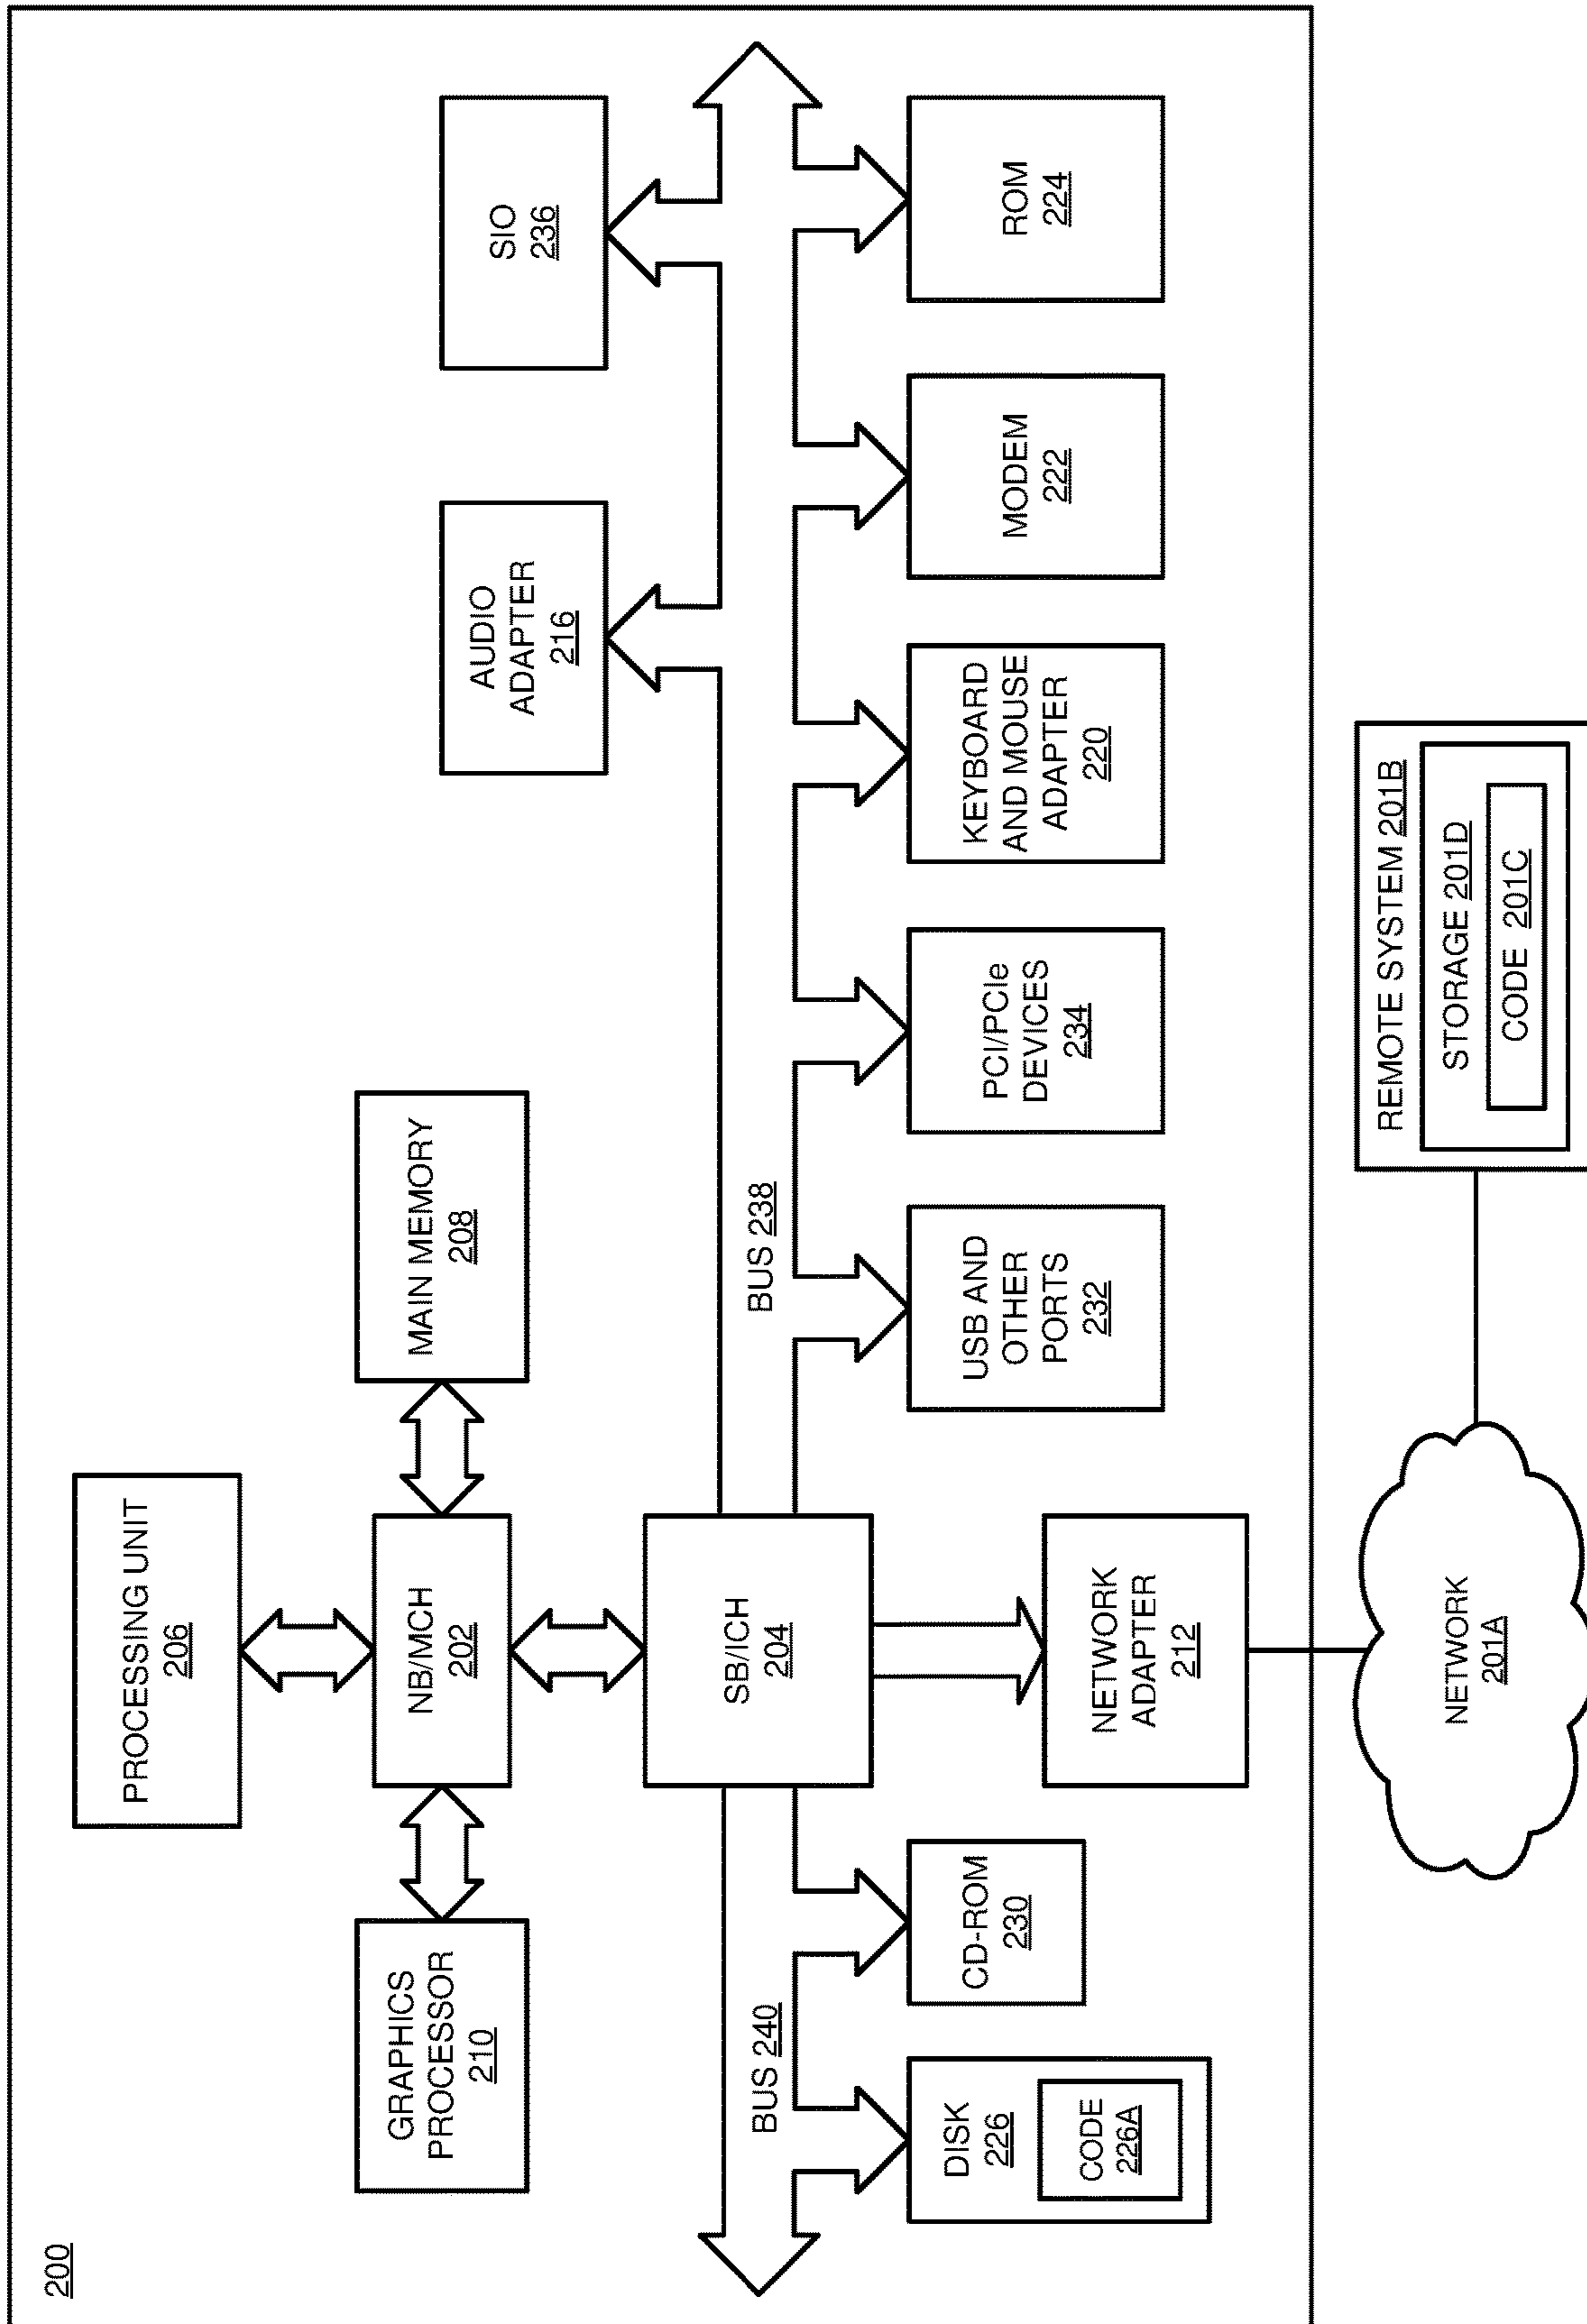 200
PROCESSING UNIT
206
GRAPHICS
PROCESSOR
210
NB/MCH
202
MAIN MEMORY
208
AUDIO
ADAPTER
216
SIO
236
SB/ICH
204
BUS 240
BUS 238
DISK
226
CODE
226A
CD-ROM
230
NETWORK
ADAPTER
212
USB AND
OTHER
PORTS
232
PCI/PCIe
DEVICES
234
KEYBOARD
AND MOUSE
ADAPTER
220
MODEM
222
ROM
224
NETWORK
201A
REMOTE SYSTEM 201B
STORAGE 201D
CODE 201C